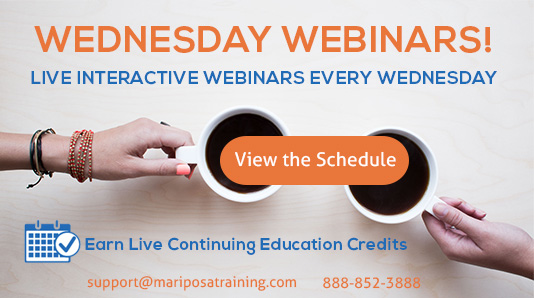 WEDNESDAY WEBINARS!
LIVE INTERACTIVE WEBINARS EVERY WEDNESDAY
View the Schedule
Earn Live Continuing Education Credits
support@mariposatraining.com 888-852-3888